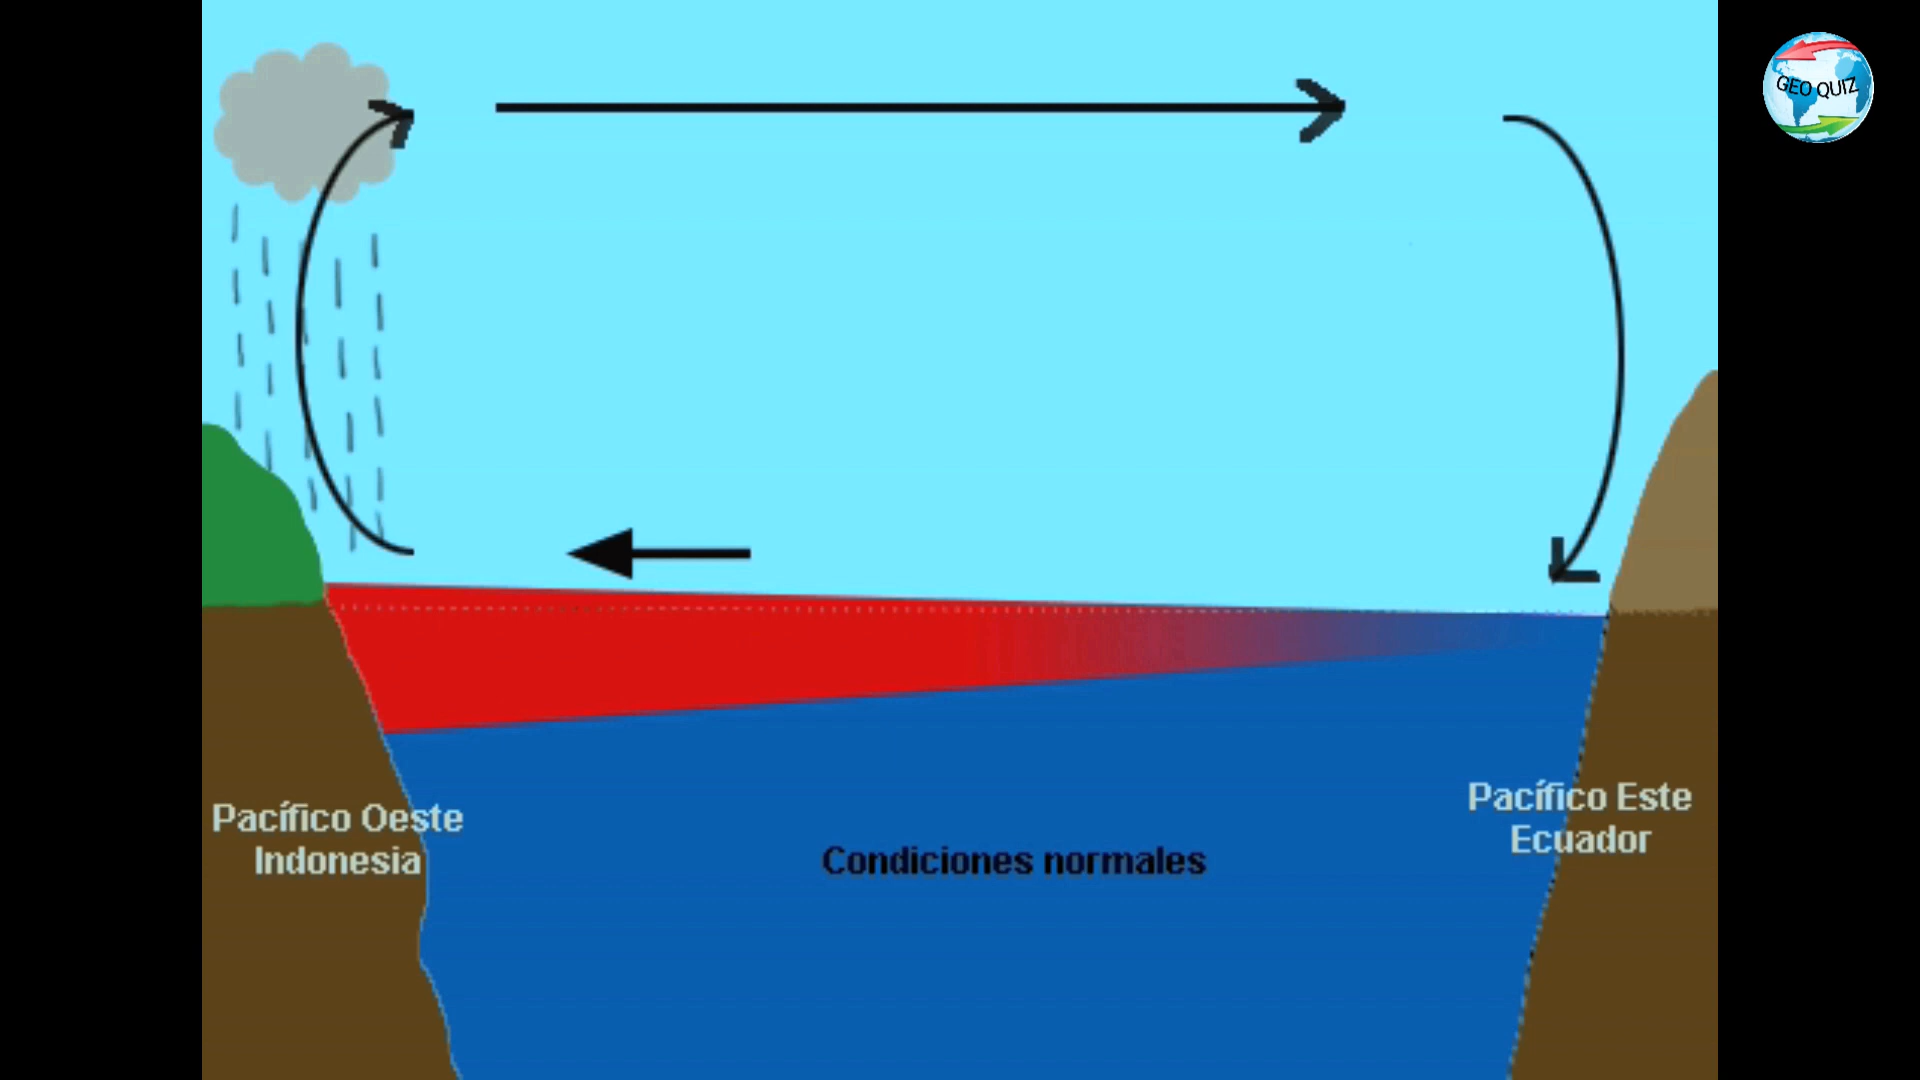 GEO QUIZ
Pacífico Oeste
Indonesia
Condiciones normales
Pacífico Este
Ecuador